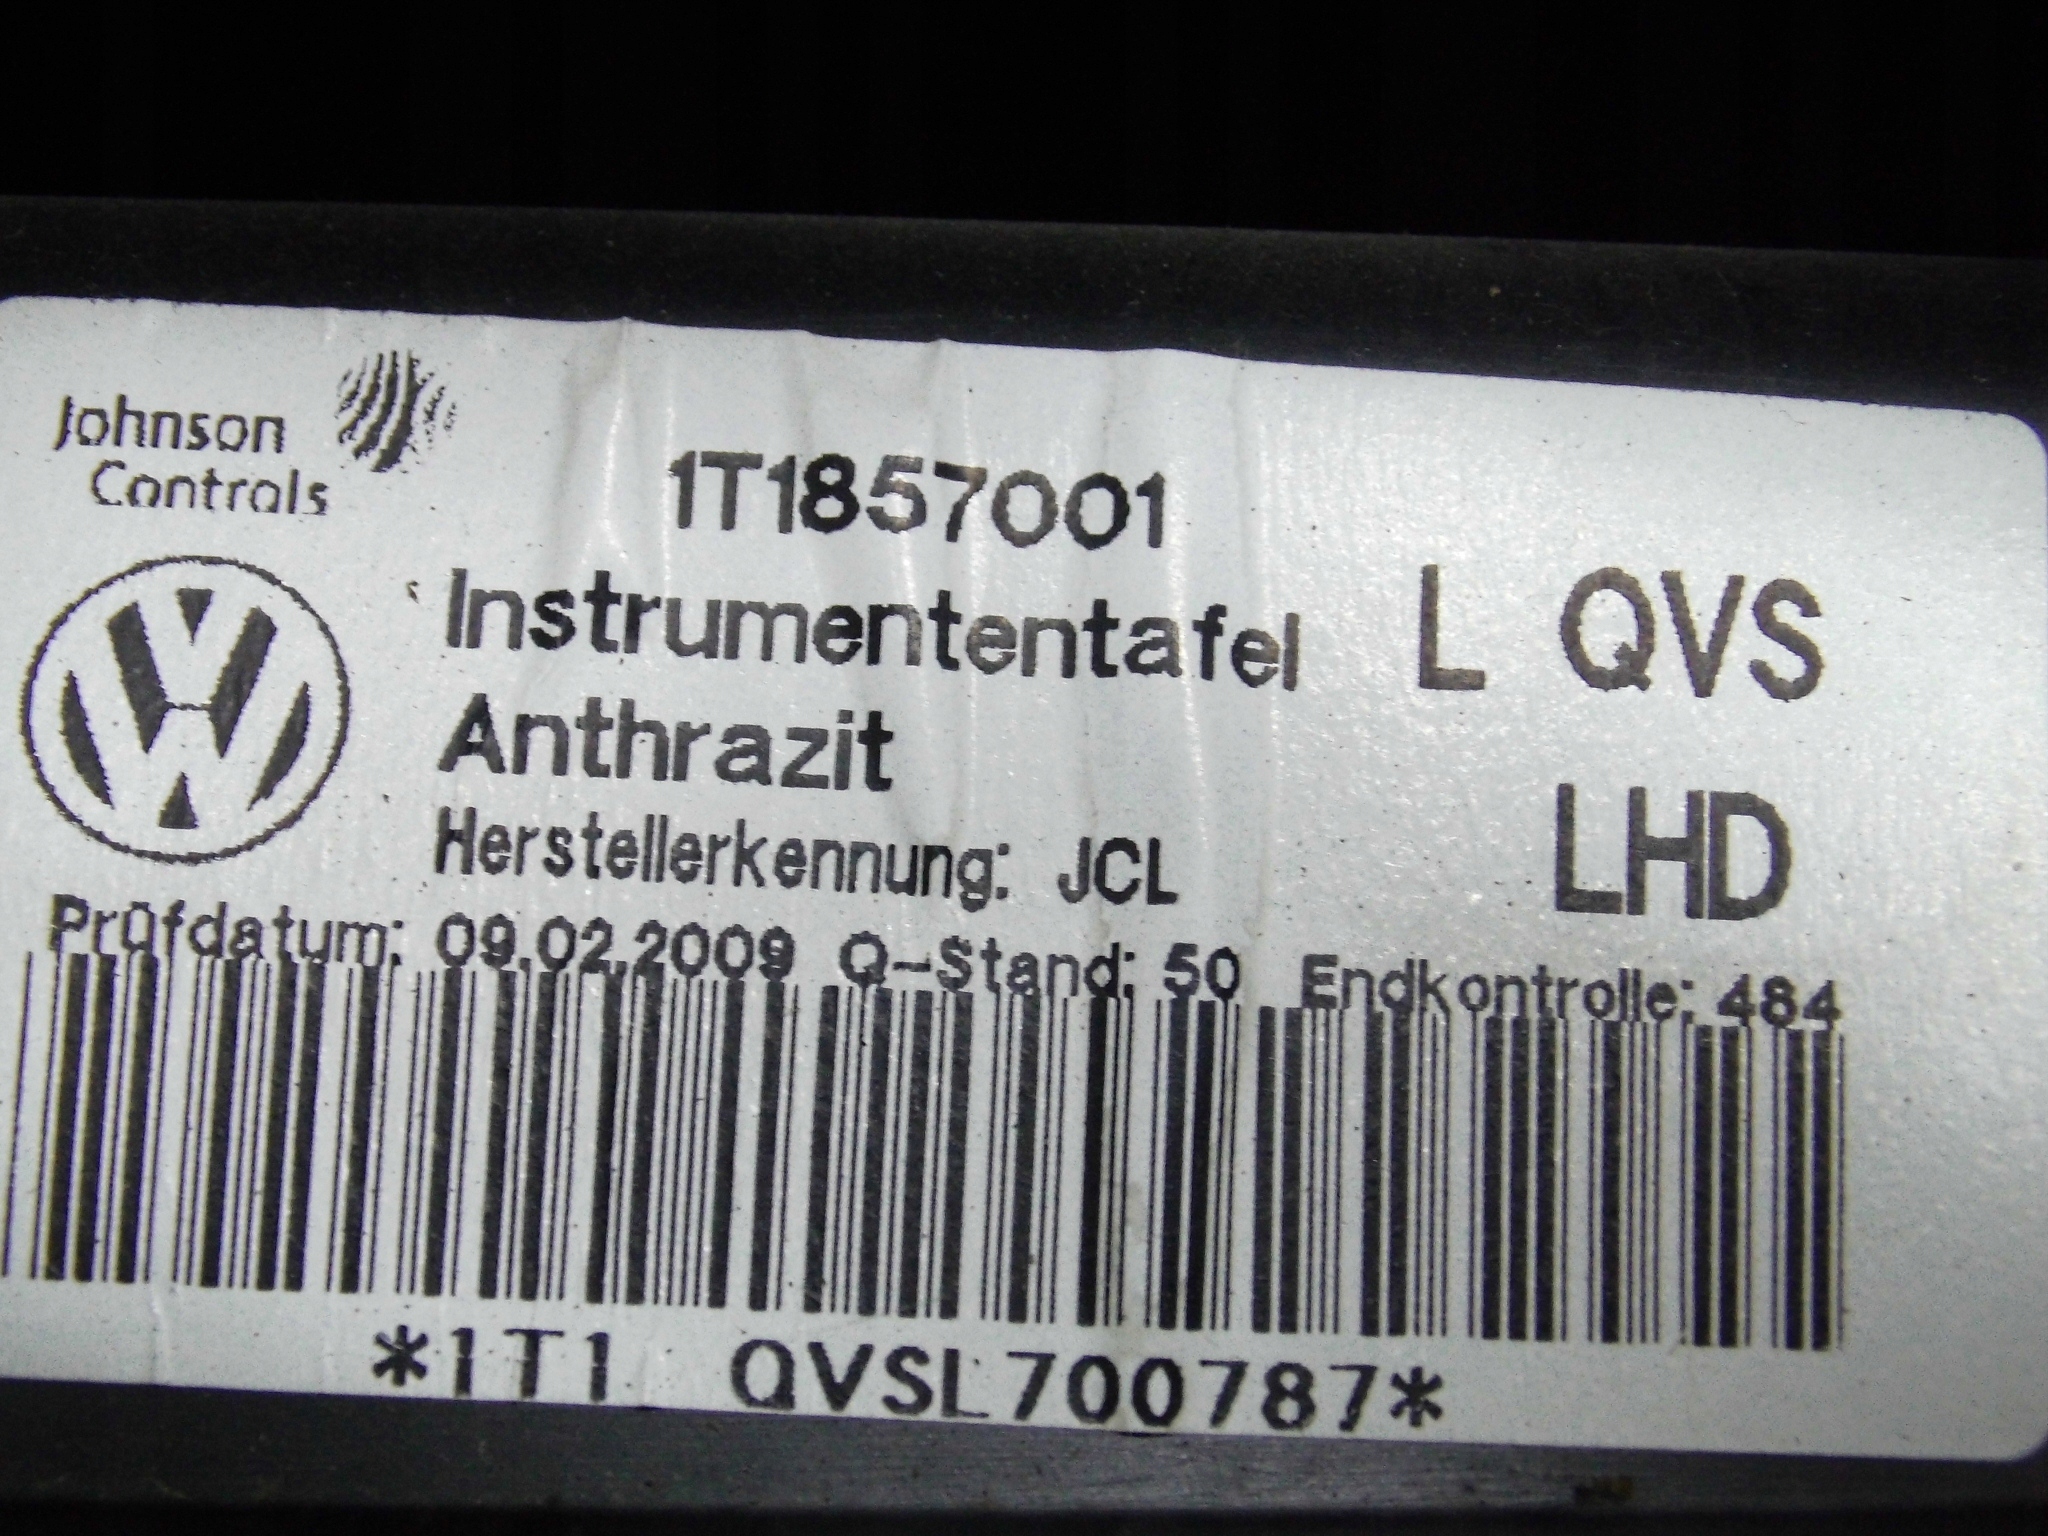 Johnson
Controls
1T1857001
Instrumententafel L QVS
Anthrazit
Herstellerkennung: JCL LHD
Prüfdatum: 09.02.2009 Q-Stand: 50 Endkontrolle: 484
*1T1 QVSL700787*